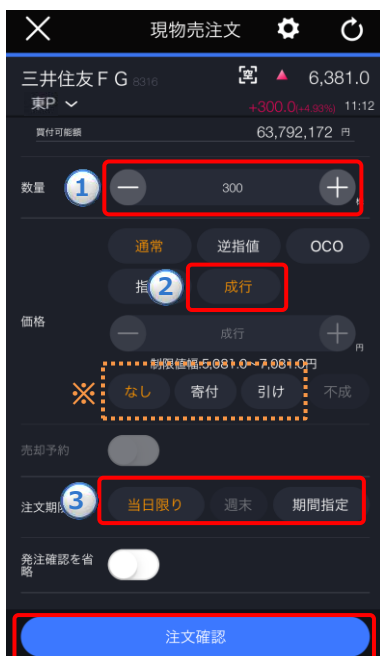 現物売注文
三井住友ＦＧ 8316 空 ▲ 6,381.0
東P +300.0(+4.93%) 11:12
買付可能額 63,792,172 円
数量 1 300
通常 逆指値 OCO
指 2 成行
価格 成行 円
制限値幅:5,081.0~7,081.0円
※ なし 寄付 引け 不成
売却予約
注文期 3 当日限り 週末 期間指定
発注確認を省
略
注文確認